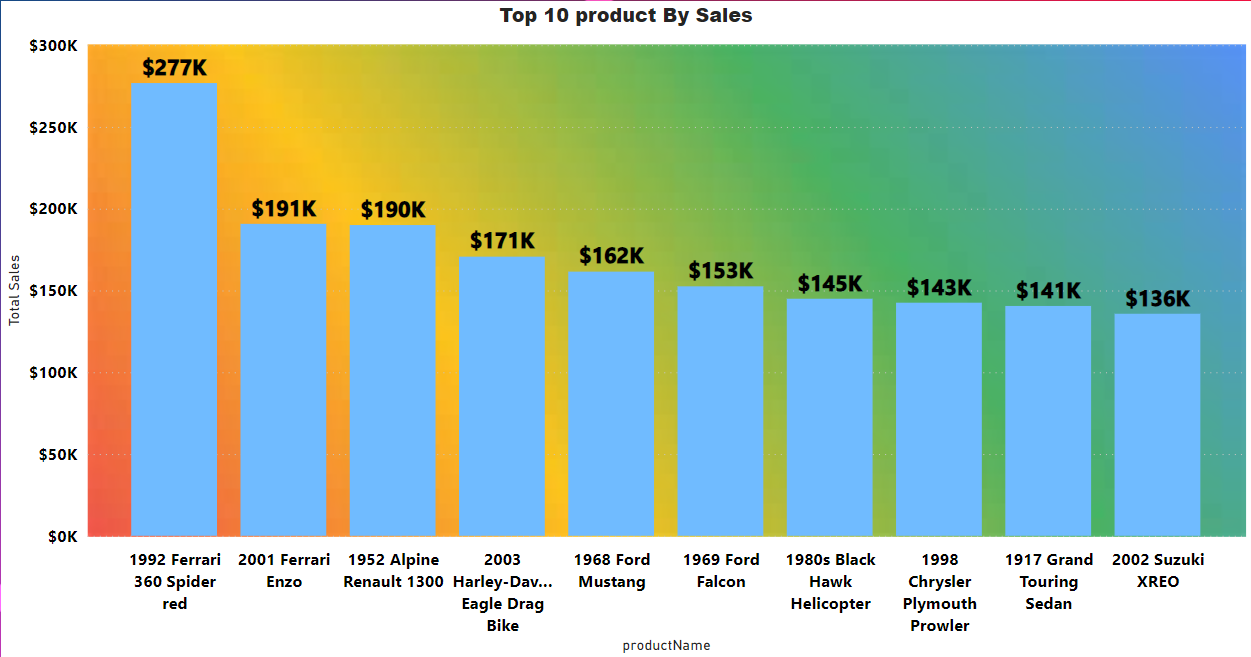 Top 10 product By Sales
$300K
$250K
$200K
$150K
$100K
$50K
$0K
Total Sales
$277K
$191K
$190K
$171K
$162K
$153K
$145K
$143K
$141K
$136K
1992 Ferrari
360 Spider
red
2001 Ferrari
Enzo
1952 Alpine
Renault 1300
2003
Harley-Dav...
Eagle Drag
Bike
1968 Ford
Mustang
1969 Ford
Falcon
1980s Black
Hawk
Helicopter
1998
Chrysler
Plymouth
Prowler
1917 Grand
Touring
Sedan
2002 Suzuki
XREO
productName